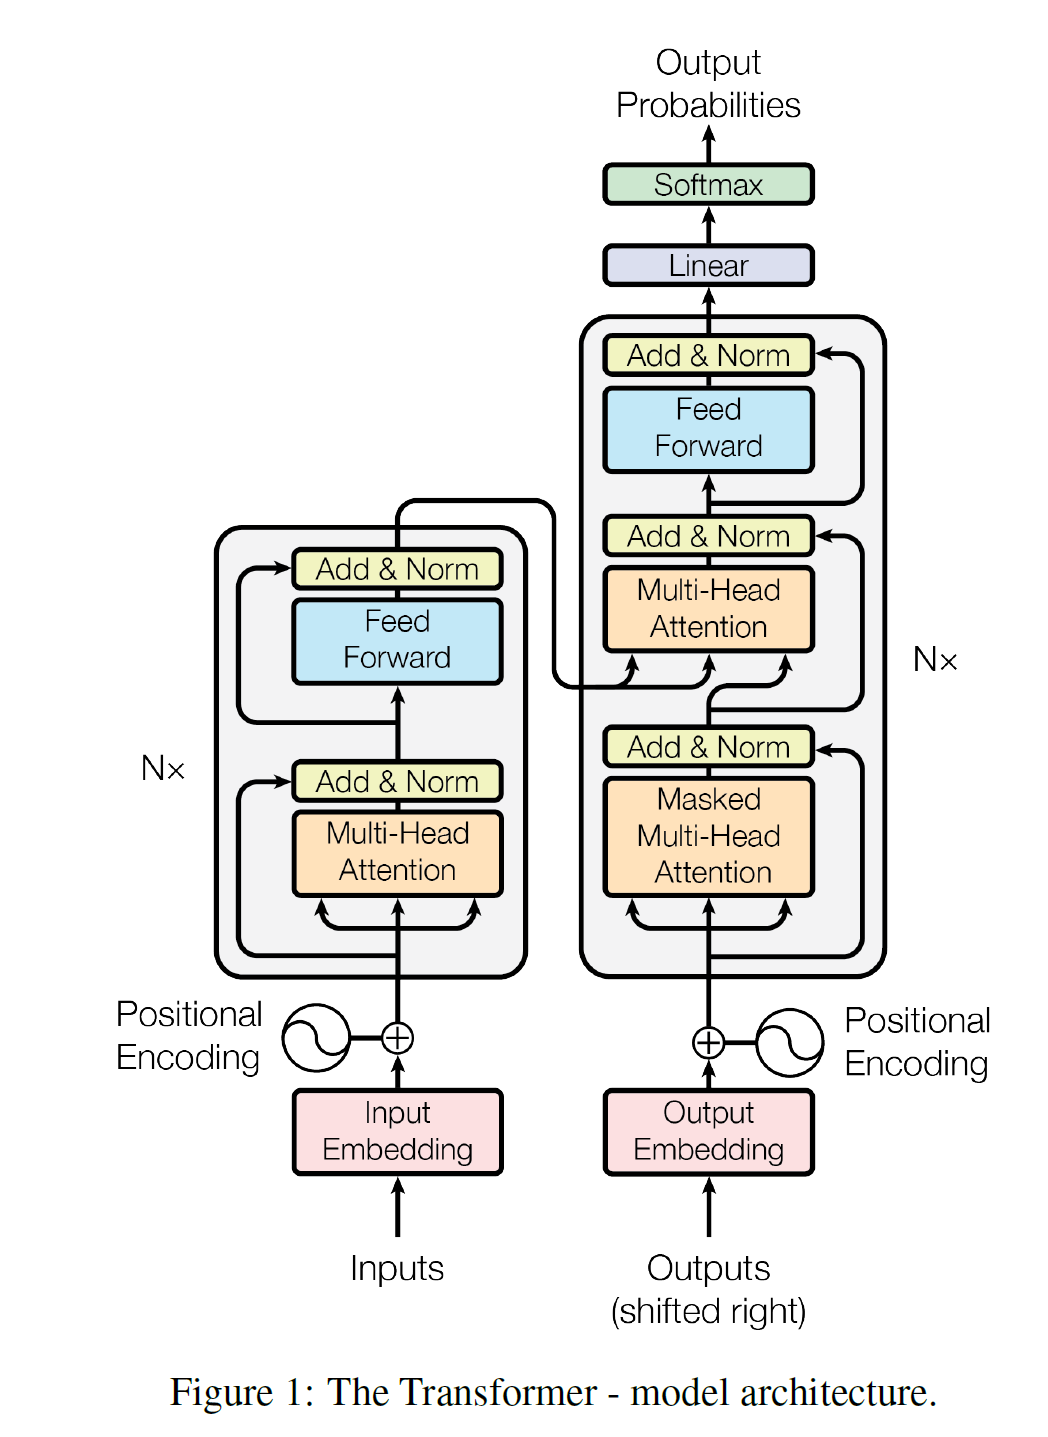 Output
Probabilities
Softmax
Linear
Add & Norm
Feed
Forward
Add & Norm
Multi-Head
Attention
Add & Norm
Masked
Multi-Head
Attention
N×
Add & Norm
Feed
Forward
Add & Norm
Multi-Head
Attention
N×
Positional
Encoding
Positional
Encoding
Input
Embedding
Output
Embedding
Inputs
Outputs
(shifted right)
Figure 1: The Transformer - model architecture.